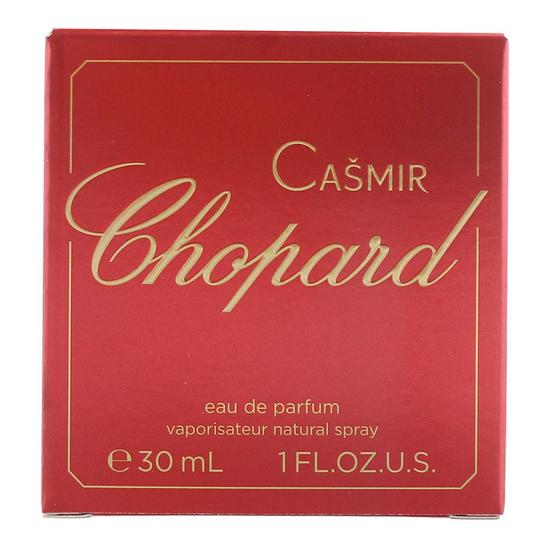 CAŠMIR
Chopard
eau de parfum
vaporisateur natural spray
℮ 30 mL 1 FL.OZ.U.S.